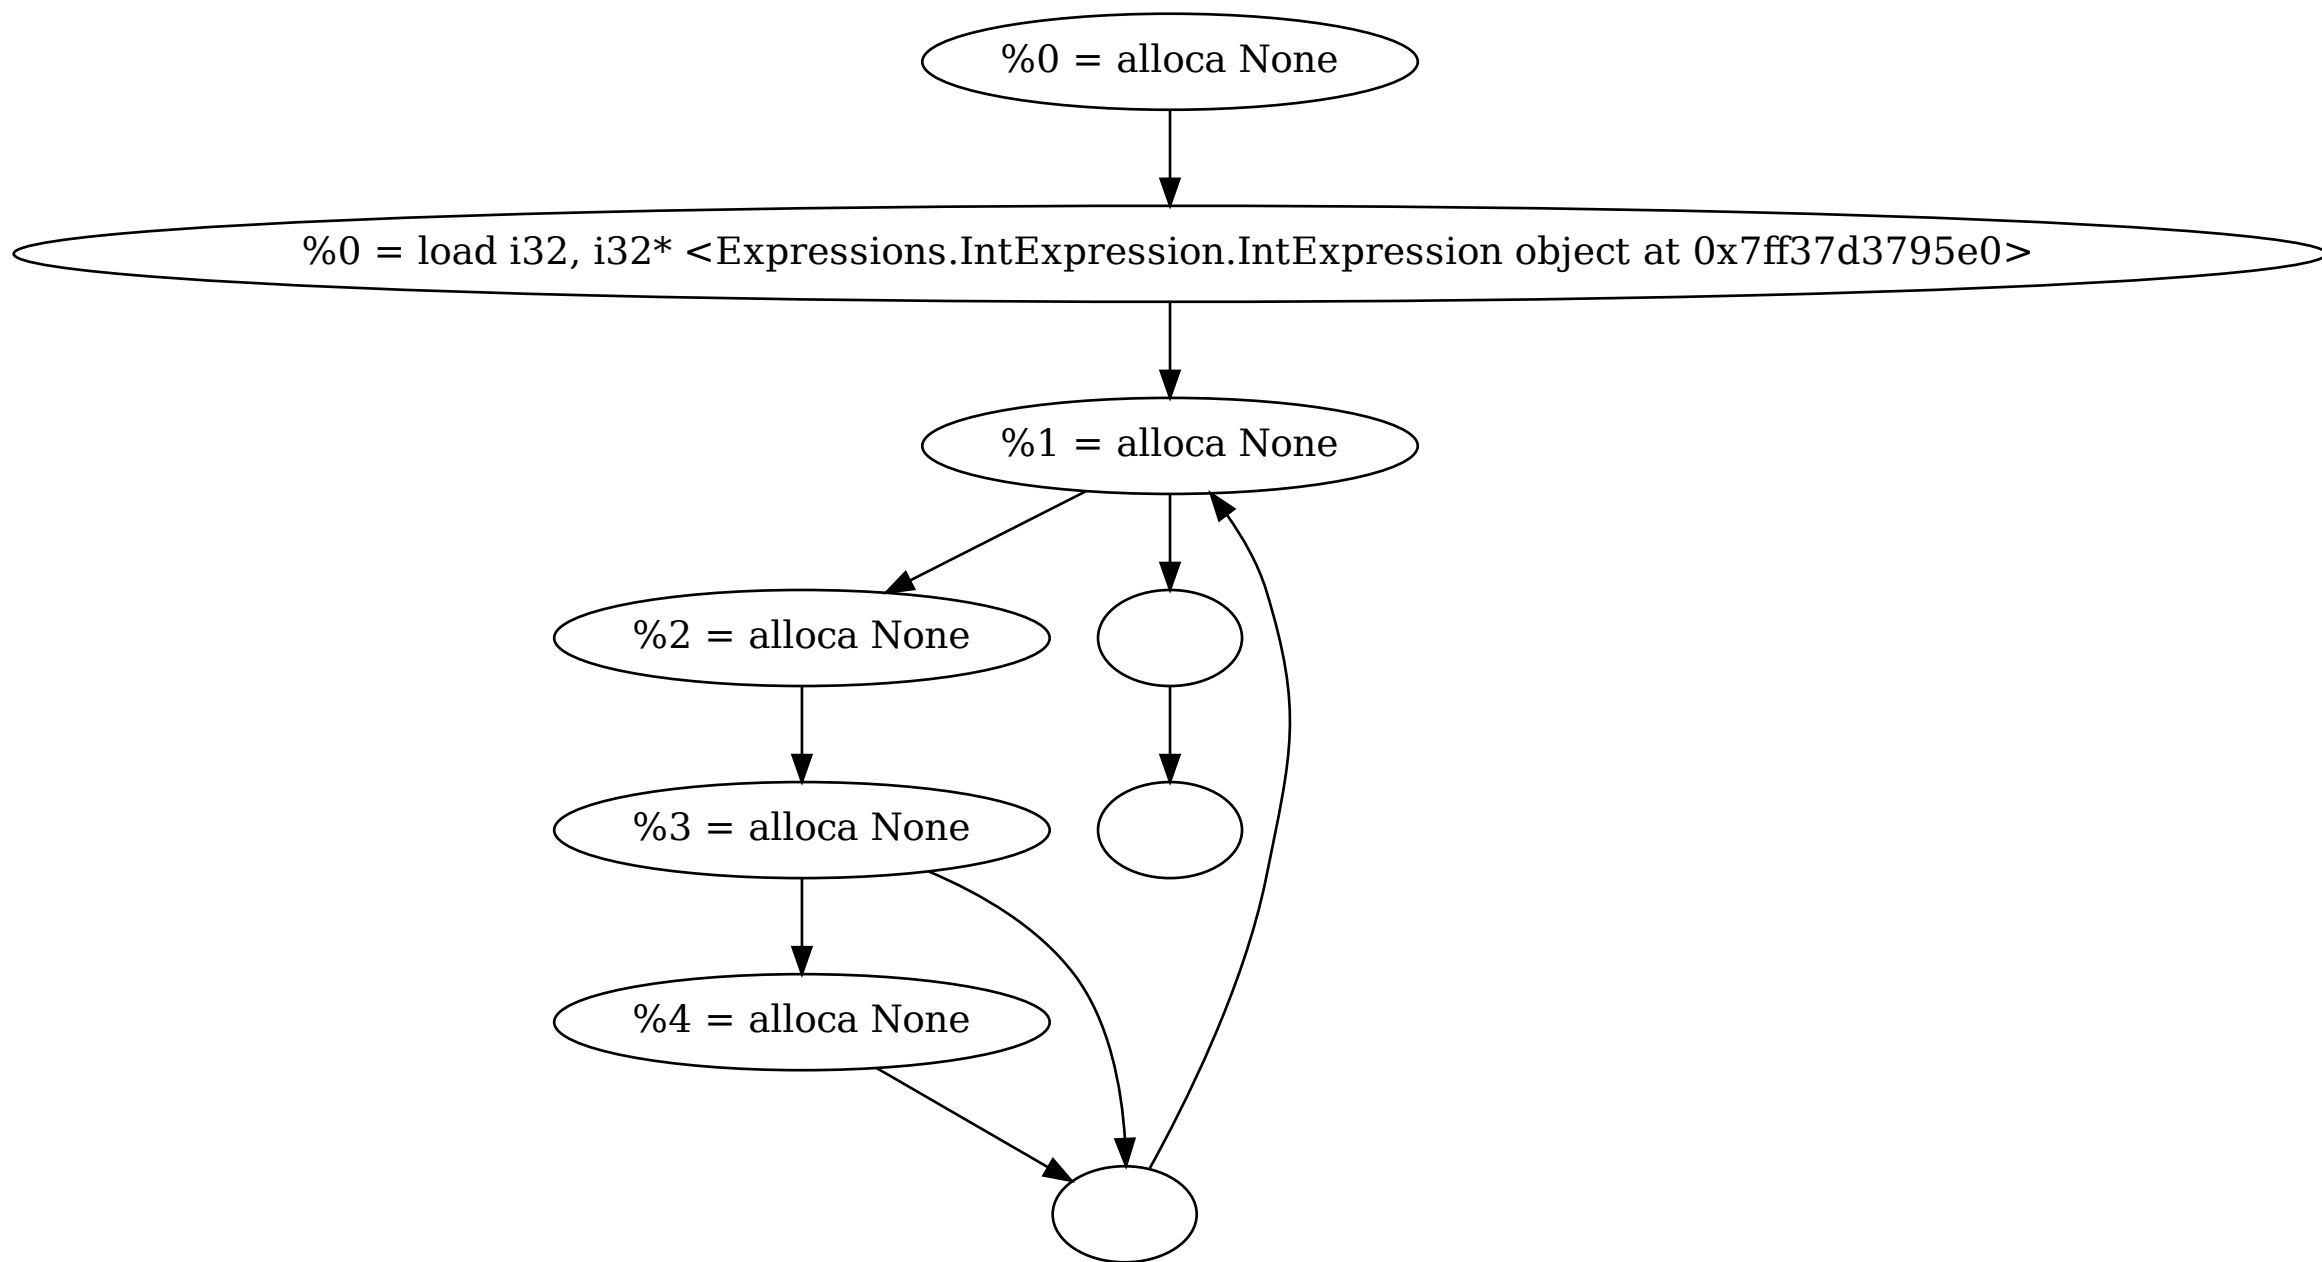 %0 = alloca None
%0 = load i32, i32* <Expressions.IntExpression.IntExpression object at 0x7ff37d3795e0>
%1 = alloca None
%2 = alloca None
%3 = alloca None
%4 = alloca None